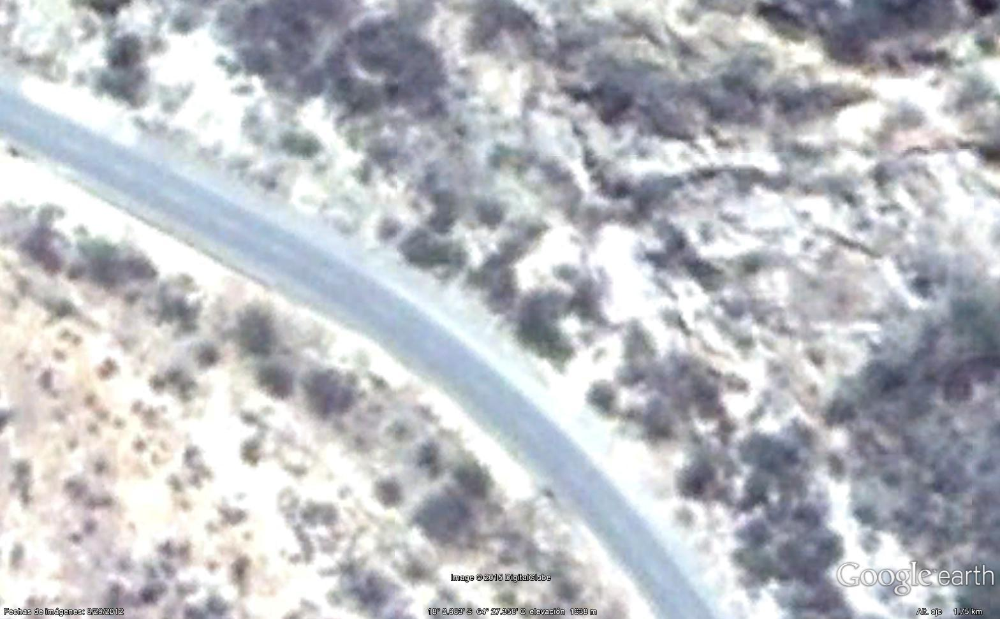 Image © 2015 DigitalGlobe
Google earth
Fechas de imágenes: 8/29/2012 18° 0.983' S 64° 27.358' O elevación 1638 m Alt. ojo 1.75 km